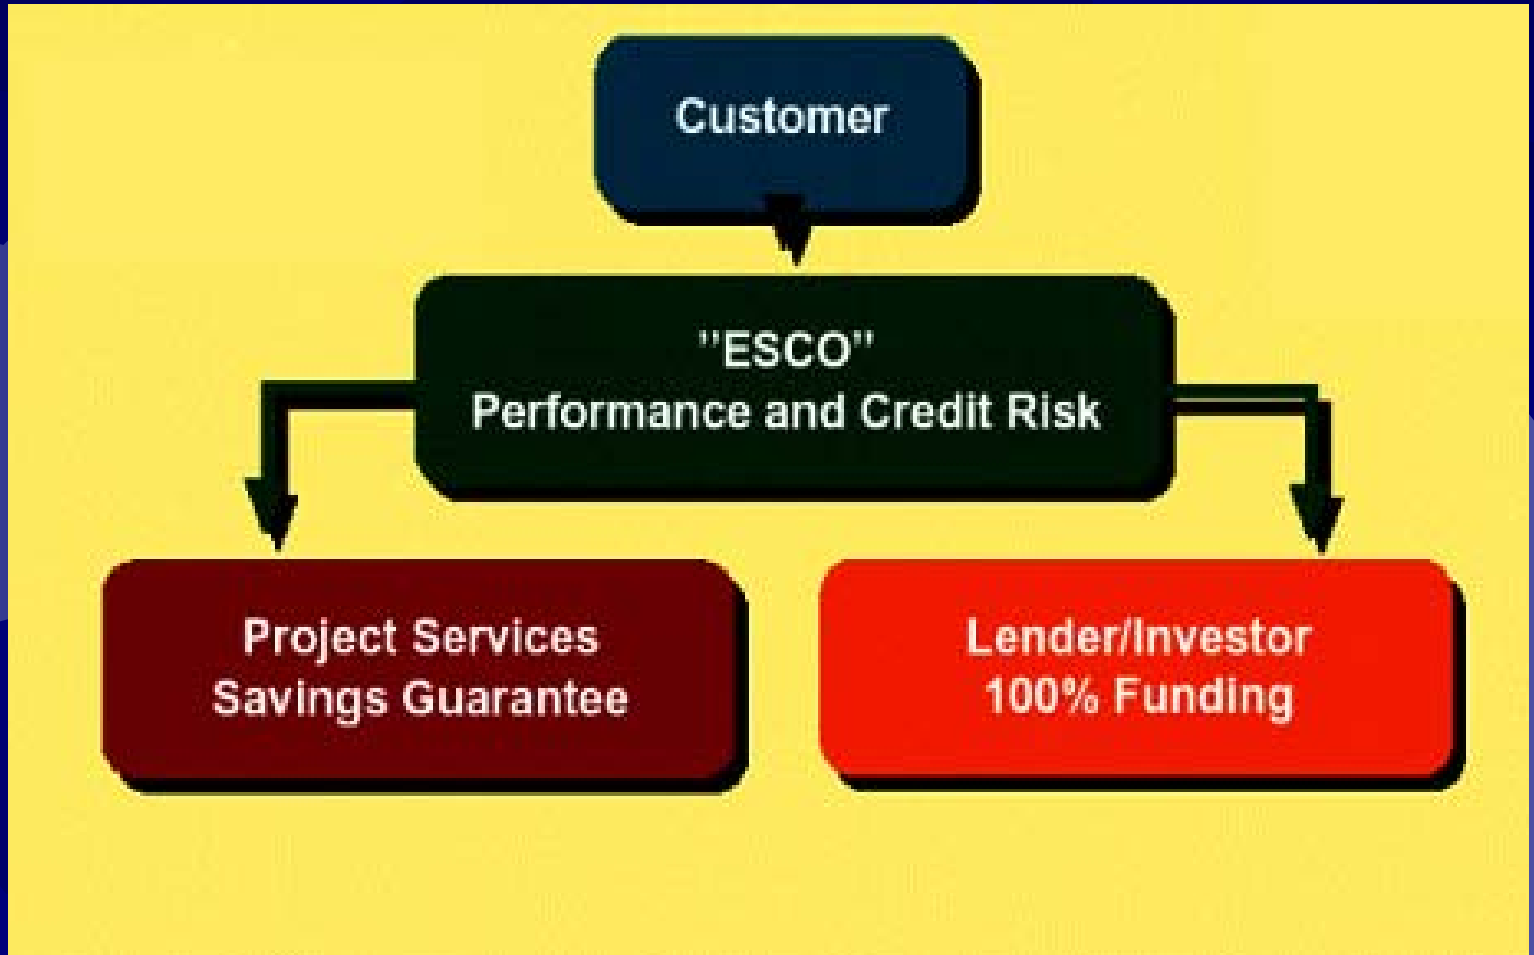 Customer
”ESCO”
Performance and Credit Risk
Project Services
Savings Guarantee
Lender/Investor
100% Funding